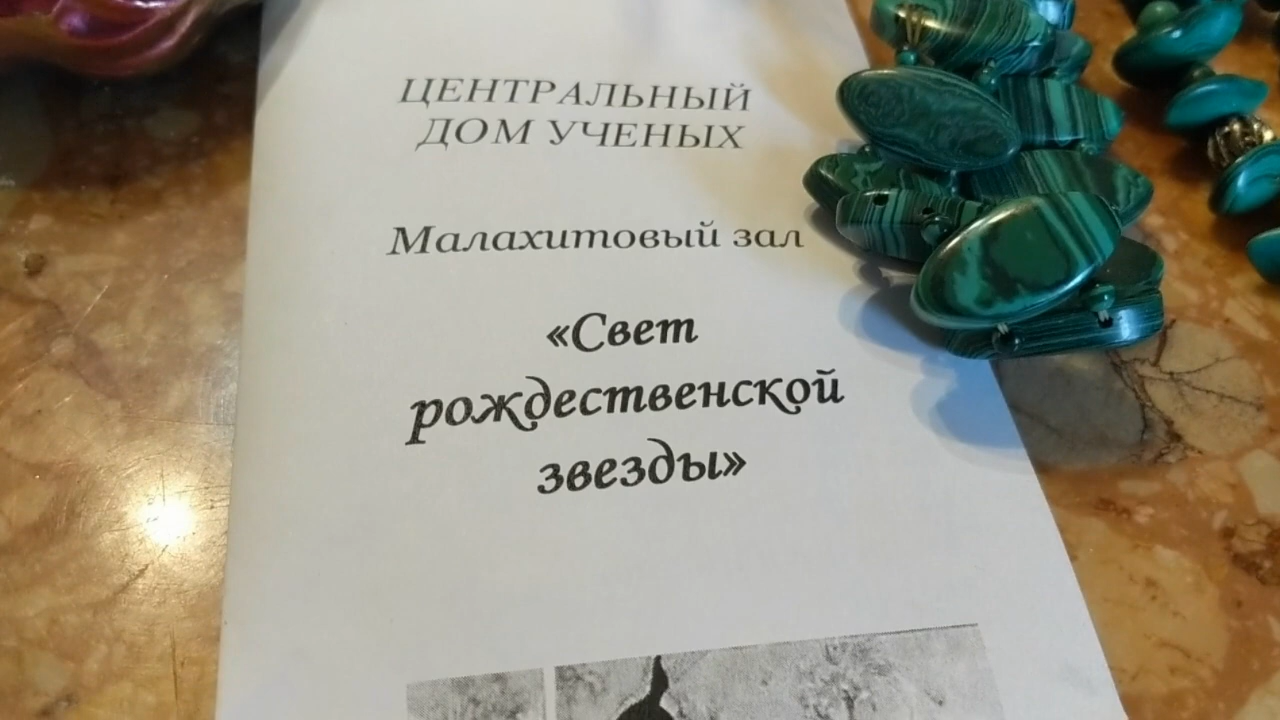 ЦЕНТРАЛЬНЫЙ
ДОМ УЧЕНЫХ
Малахитовый зал
«Свет
рождественской
звезды»